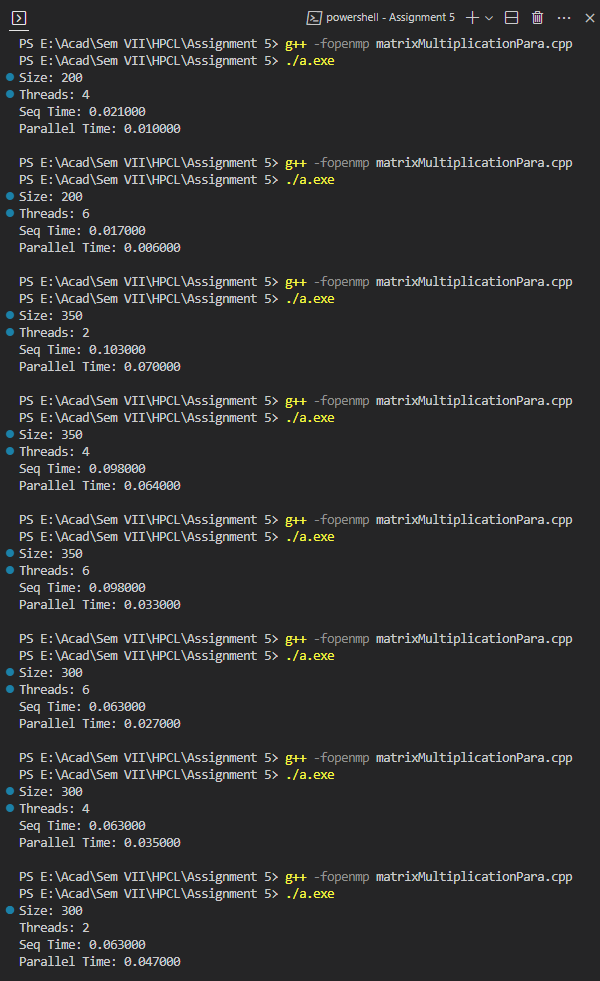 powershell - Assignment 5
PS E:\Acad\Sem VII\HPCL\Assignment 5> g++ -fopenmp matrixMultiplicationPara.cpp
PS E:\Acad\Sem VII\HPCL\Assignment 5> ./a.exe
Size: 200
Threads: 4
Seq Time: 0.021000
Parallel Time: 0.010000
PS E:\Acad\Sem VII\HPCL\Assignment 5> g++ -fopenmp matrixMultiplicationPara.cpp
PS E:\Acad\Sem VII\HPCL\Assignment 5> ./a.exe
Size: 200
Threads: 6
Seq Time: 0.017000
Parallel Time: 0.006000
PS E:\Acad\Sem VII\HPCL\Assignment 5> g++ -fopenmp matrixMultiplicationPara.cpp
PS E:\Acad\Sem VII\HPCL\Assignment 5> ./a.exe
Size: 350
Threads: 2
Seq Time: 0.103000
Parallel Time: 0.070000
PS E:\Acad\Sem VII\HPCL\Assignment 5> g++ -fopenmp matrixMultiplicationPara.cpp
PS E:\Acad\Sem VII\HPCL\Assignment 5> ./a.exe
Size: 350
Threads: 4
Seq Time: 0.098000
Parallel Time: 0.064000
PS E:\Acad\Sem VII\HPCL\Assignment 5> g++ -fopenmp matrixMultiplicationPara.cpp
PS E:\Acad\Sem VII\HPCL\Assignment 5> ./a.exe
Size: 350
Threads: 6
Seq Time: 0.098000
Parallel Time: 0.033000
PS E:\Acad\Sem VII\HPCL\Assignment 5> g++ -fopenmp matrixMultiplicationPara.cpp
PS E:\Acad\Sem VII\HPCL\Assignment 5> ./a.exe
Size: 300
Threads: 6
Seq Time: 0.063000
Parallel Time: 0.027000
PS E:\Acad\Sem VII\HPCL\Assignment 5> g++ -fopenmp matrixMultiplicationPara.cpp
PS E:\Acad\Sem VII\HPCL\Assignment 5> ./a.exe
Size: 300
Threads: 4
Seq Time: 0.063000
Parallel Time: 0.035000
PS E:\Acad\Sem VII\HPCL\Assignment 5> g++ -fopenmp matrixMultiplicationPara.cpp
PS E:\Acad\Sem VII\HPCL\Assignment 5> ./a.exe
Size: 300
Threads: 2
Seq Time: 0.063000
Parallel Time: 0.047000